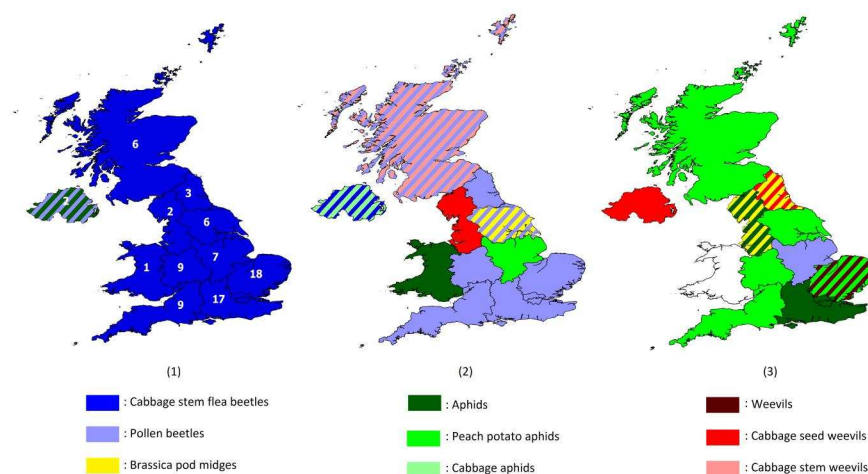 6
3
2
2
6
7
1
9
18
9
17
(1)
(2)
(3)
: Cabbage stem flea beetles
: Aphids
: Weevils
: Pollen beetles
: Peach potato aphids
: Cabbage seed weevils
: Brassica pod midges
: Cabbage aphids
: Cabbage stem weevils